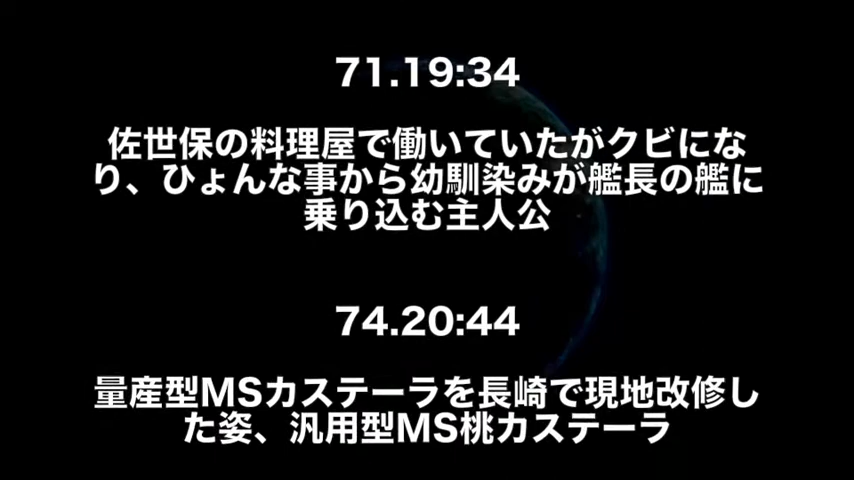 71.19:34
佐世保の料理屋で働いていたがクビにな
り、ひょんな事から幼馴染みが艦長の艦に
乗り込む主人公
74.20:44
量産型MSカステーラを長崎で現地改修し
た姿、汎用型MS桃カステーラ